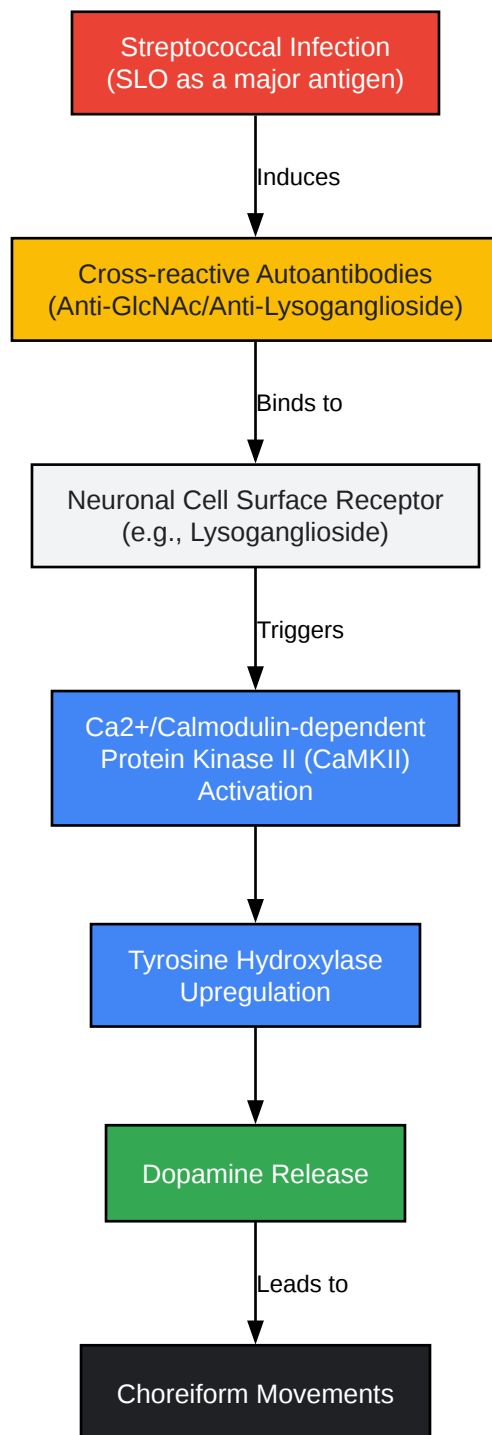 Streptococcal Infection
(SLO as a major antigen)
Induces
Cross-reactive Autoantibodies
(Anti-GlcNAc/Anti-Lysoganglioside)
Binds to
Neuronal Cell Surface Receptor
(e.g., Lysoganglioside)
Triggers
Ca2+/Calmodulin-dependent
Protein Kinase II (CaMKII)
Activation
Tyrosine Hydroxylase
Upregulation
Dopamine Release
Leads to
Choreiform Movements